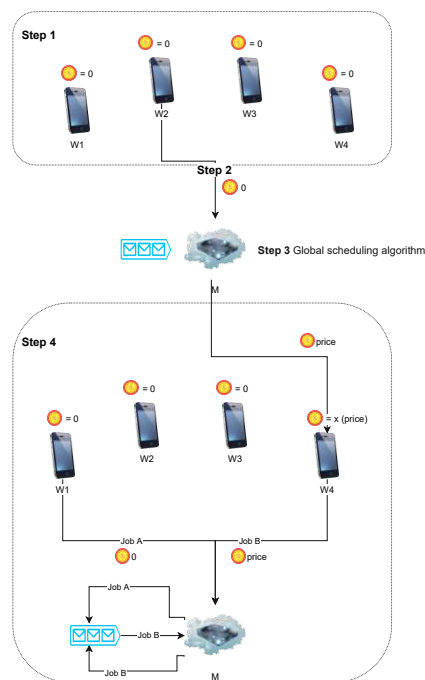 Step 1
= 0
= 0
= 0
= 0
W1
W2
W3
W4
Step 2
0
Step 3 Global scheduling algorithm
M
price
Step 4
= 0
= 0
= 0
= x (price)
W1
W2
W3
W4
Job A
Job B
0
price
Job A
Job B
Job B
M